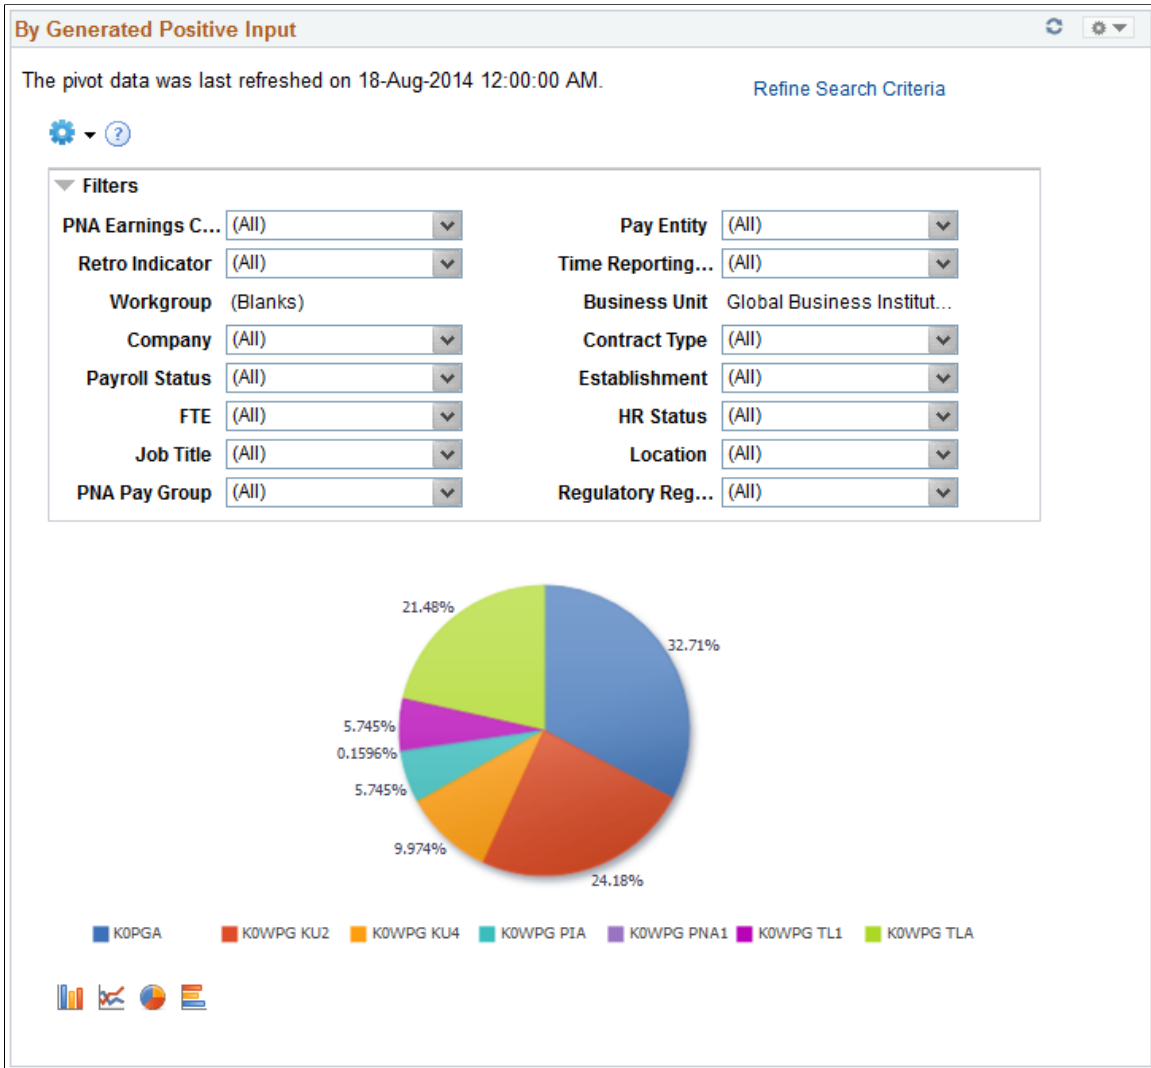 By Generated Positive Input
The pivot data was last refreshed on 18-Aug-2014 12:00:00 AM.
Refine Search Criteria
?
Filters
PNA Earnings C... (All) Pay Entity (All)
Retro Indicator (All) Time Reporting... (All)
Workgroup (Blanks) Business Unit Global Business Institut...
Company (All) Contract Type (All)
Payroll Status (All) Establishment (All)
FTE (All) HR Status (All)
Job Title (All) Location (All)
PNA Pay Group (All) Regulatory Reg... (All)
21.48%
32.71%
5.745%
0.1596%
5.745%
9.974%
24.18%
K0PGA K0WPG KU2 K0WPG KU4 K0WPG PIA K0WPG PNA1 K0WPG TL1 K0WPG TLA